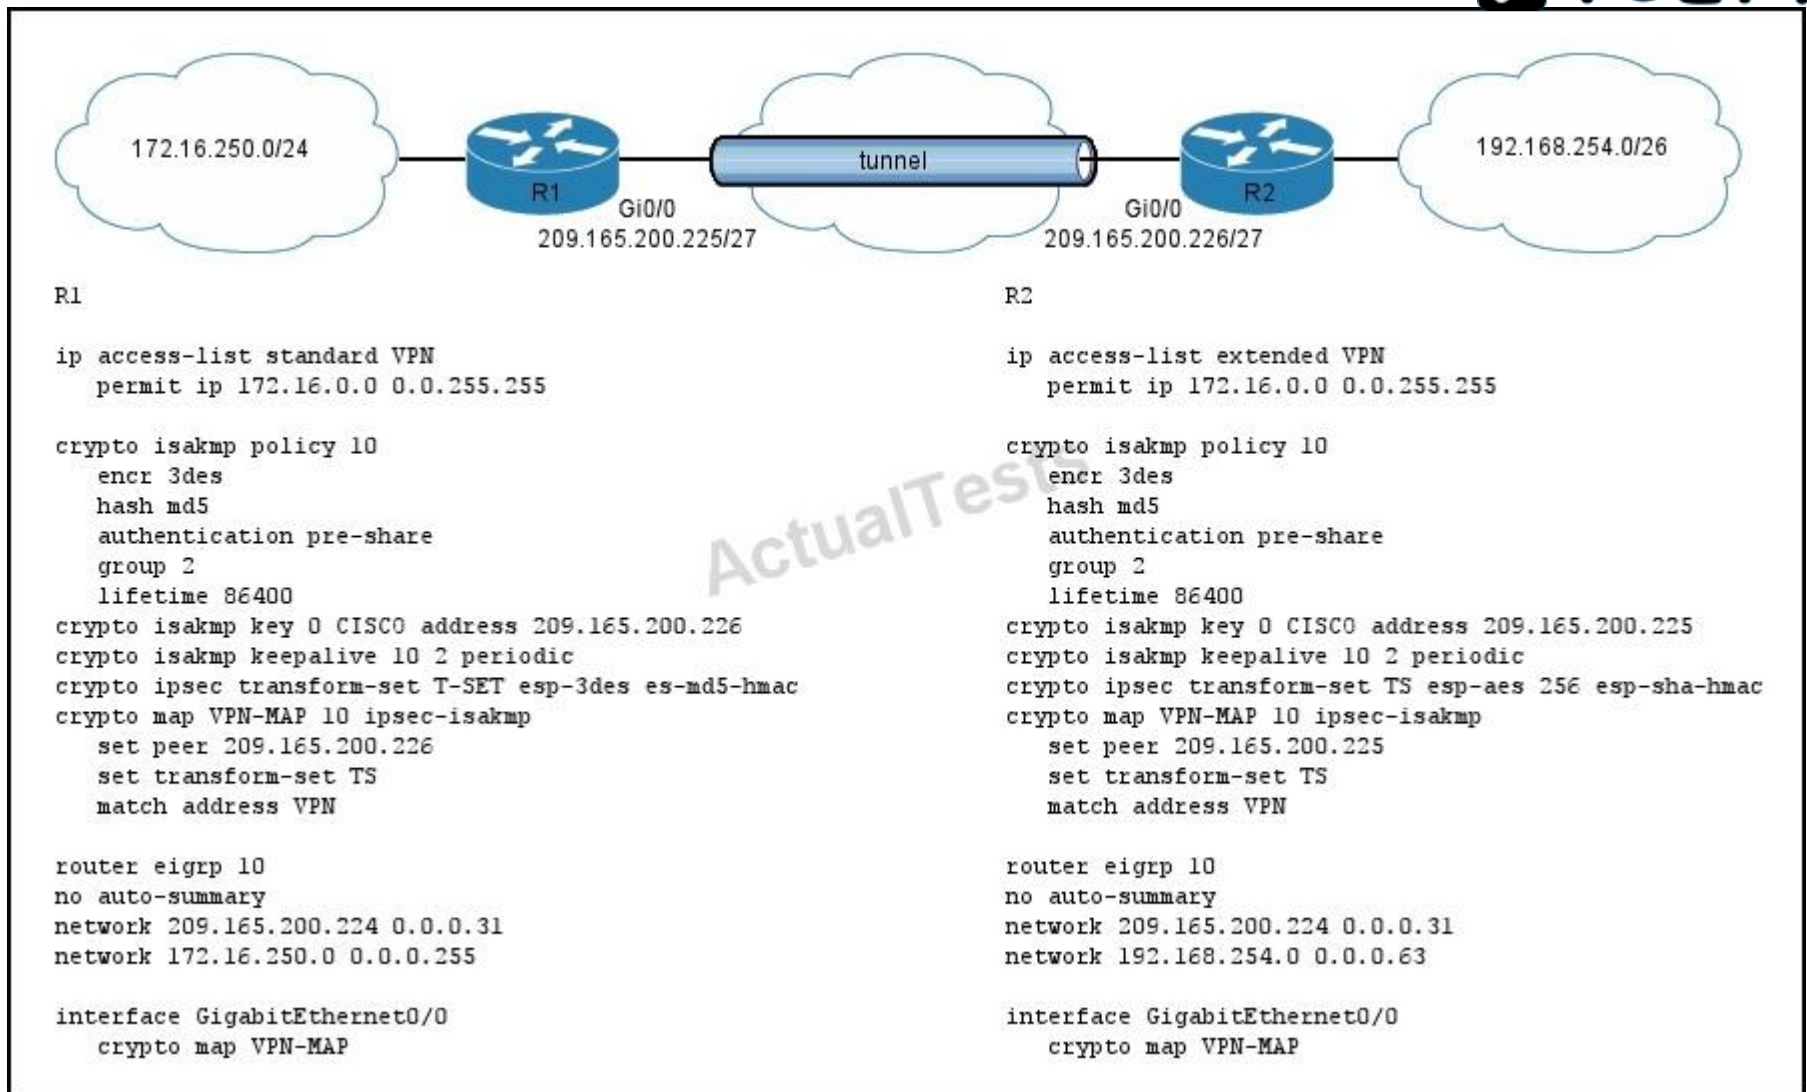 172.16.250.0/24
tunnel
192.168.254.0/26
R1
R2
Gi0/0
209.165.200.225/27
Gi0/0
209.165.200.226/27
R1
ip access-list standard VPN
permit ip 172.16.0.0 0.0.255.255
crypto isakmp policy 10
encr 3des
hash md5
authentication pre-share
group 2
lifetime 86400
crypto isakmp key 0 CISCO address 209.165.200.226
crypto isakmp keepalive 10 2 periodic
crypto ipsec transform-set T-SET esp-3des es-md5-hmac
crypto map VPN-MAP 10 ipsec-isakmp
set peer 209.165.200.226
set transform-set TS
match address VPN
router eigrp 10
no auto-summary
network 209.165.200.224 0.0.0.31
network 172.16.250.0 0.0.0.255
interface GigabitEthernet0/0
crypto map VPN-MAP
R2
ip access-list extended VPN
permit ip 172.16.0.0 0.0.255.255
crypto isakmp policy 10
encr 3des
hash md5
authentication pre-share
group 2
lifetime 86400
crypto isakmp key 0 CISCO address 209.165.200.225
crypto isakmp keepalive 10 2 periodic
crypto ipsec transform-set TS esp-aes 256 esp-sha-hmac
crypto map VPN-MAP 10 ipsec-isakmp
set peer 209.165.200.225
set transform-set TS
match address VPN
router eigrp 10
no auto-summary
network 209.165.200.224 0.0.0.31
network 192.168.254.0 0.0.0.63
interface GigabitEthernet0/0
crypto map VPN-MAP
ActualTests